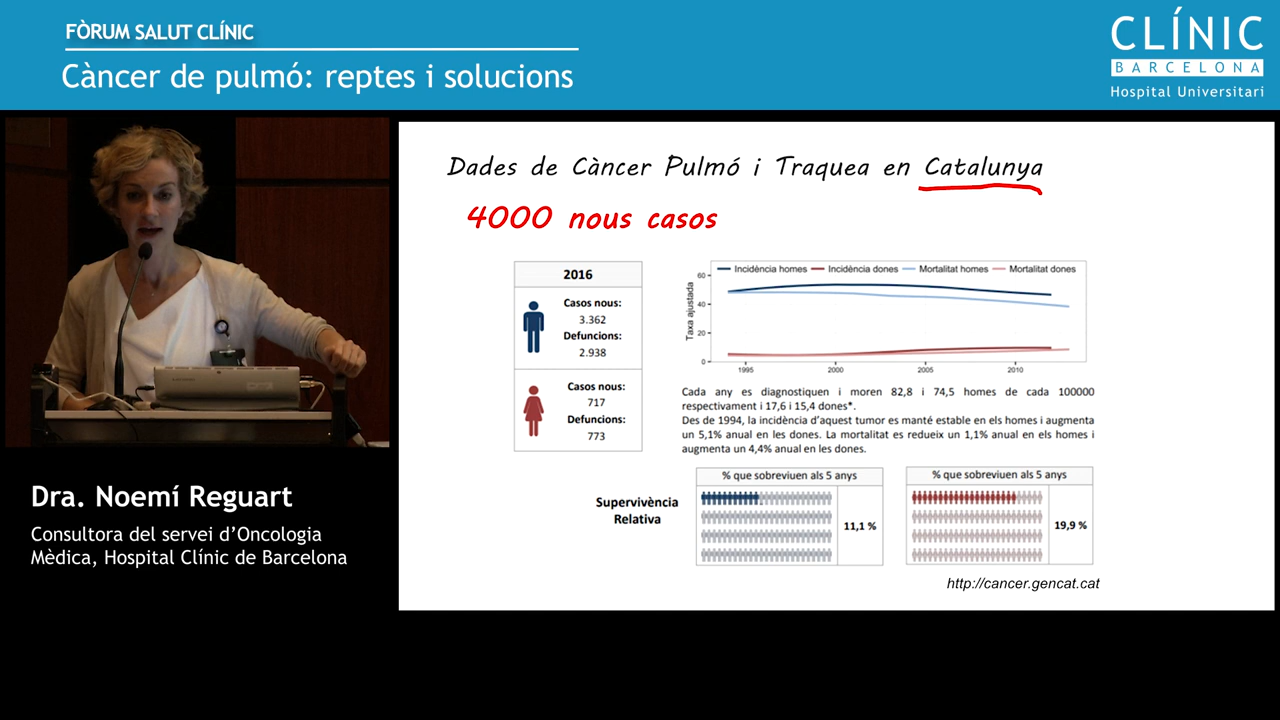 FÒRUM SALUT CLÍNIC
Càncer de pulmó: reptes i solucions
CLÍNIC
BARCELONA
Hospital Universitari
Dades de Càncer Pulmó i Traquea en Catalunya
4000 nous casos
2016
Casos nous:
3.362
Defuncions:
2.938
Casos nous:
717
Defuncions:
773
Incidència homes Incidència dones Mortalitat homes Mortalitat dones
Taxa ajustada
60
40
20
0
1995 2000 2005 2010
Cada any es diagnostiquen i moren 82,8 i 74,5 homes de cada 100000
respectivament i 17,6 i 15,4 dones*.
Des de 1994, la incidència d'aquest tumor es manté estable en els homes i augmenta
un 5,1% anual en les dones. La mortalitat es redueix un 1,1% anual en els homes i
augmenta un 4,4% anual en les dones.
Supervivència
Relativa
% que sobreviuen als 5 anys
11,1 %
% que sobreviuen als 5 anys
19,9 %
http://cancer.gencat.cat
Dra. Noemí Reguart
Consultora del servei d'Oncologia
Mèdica, Hospital Clínic de Barcelona